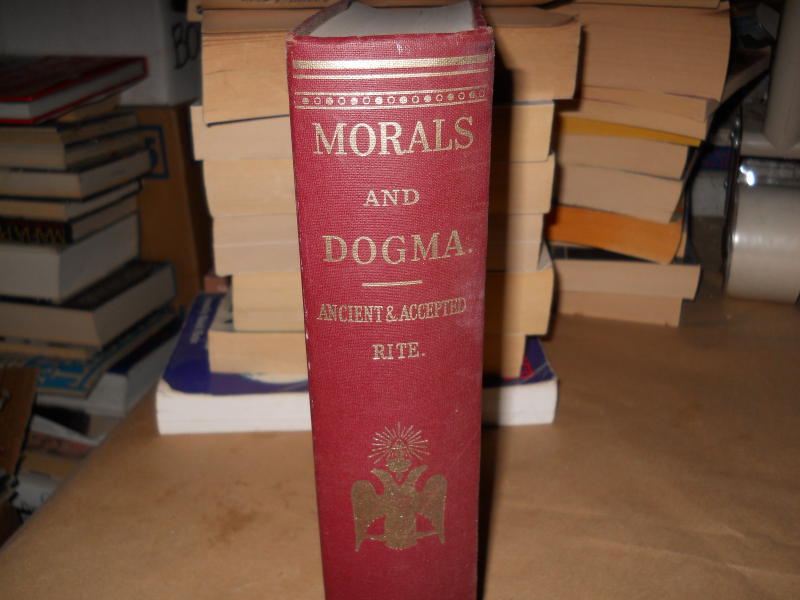 MORALS
AND
DOGMA.
ANCIENT & ACCEPTED
RITE.